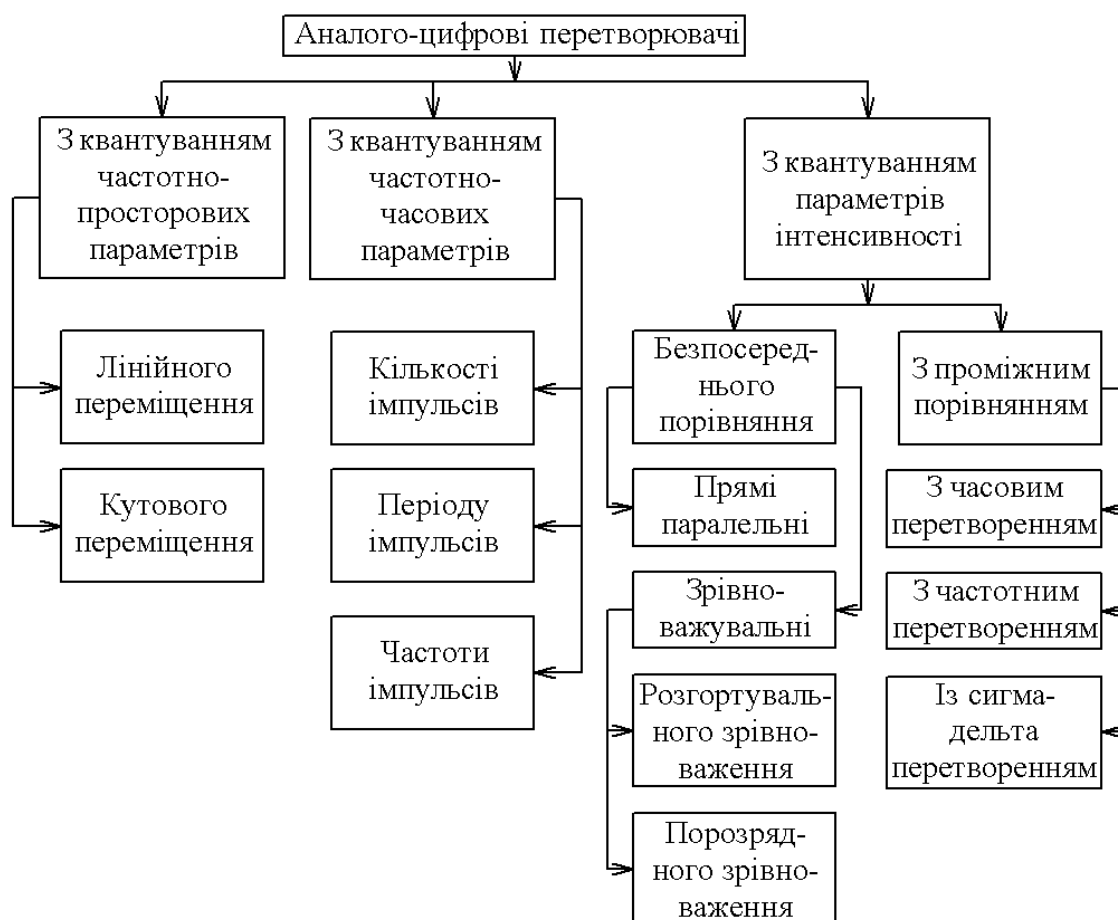 Аналого-цифрові перетворювачі
З квантуванням
частотно-
просторових
параметрів
З квантуванням
частотно-
часових
параметрів
З квантуванням
параметрів
інтенсивності
Лінійного
переміщення
Кутового
переміщення
Кількості
імпульсів
Періоду
імпульсів
Частоти
імпульсів
Безпосеред-
нього
порівняння
Прямі
паралельні
Зрівно-
важувальні
Розгортуваль-
ного зрівно-
важення
Порозряд-
ного зрівно-
важення
З проміжним
порівнянням
З часовим
перетворенням
З частотним
перетворенням
Із сигма-
дельта
перетворенням